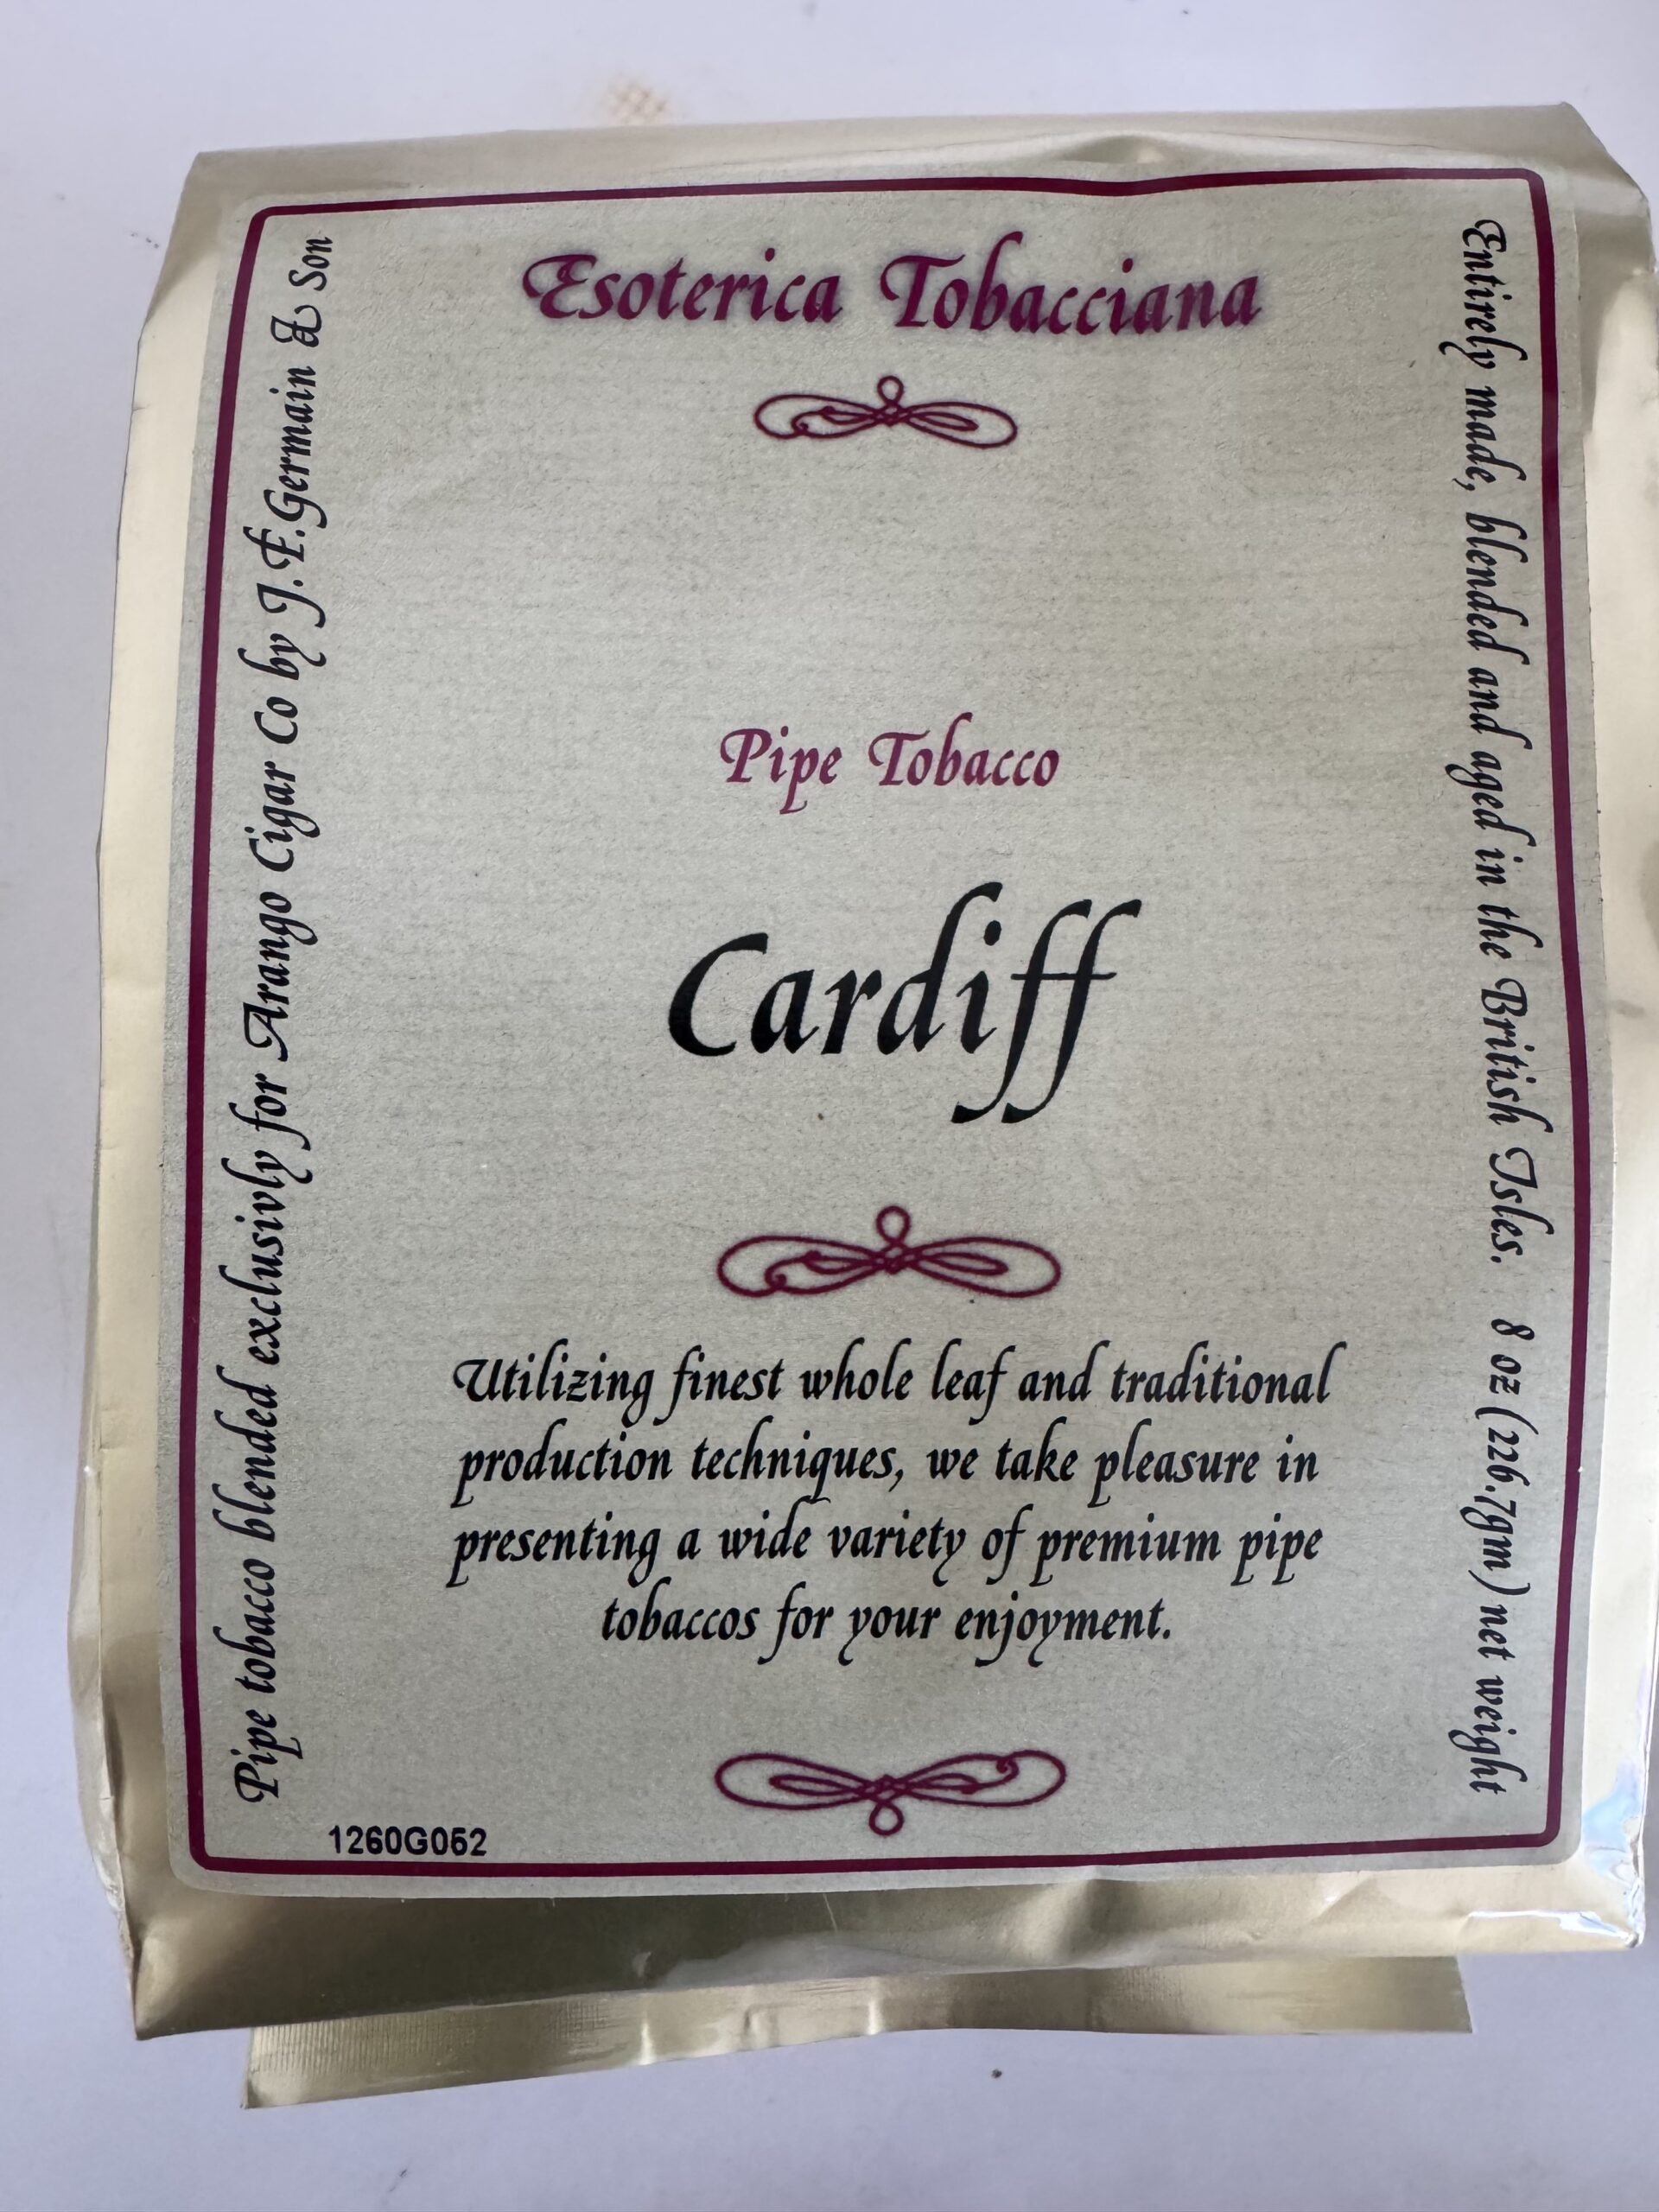 Esoterica Tobacciana
Pipe Tobacco
Cardiff
Utilizing finest whole leaf and traditional
production techniques, we take pleasure in
presenting a wide variety of premium pipe
tobaccos for your enjoyment.
Pipe tobacco blended exclusivly for Arango Cigar Co by J.F.Germain & Son
Entirely made, blended and aged in the British Isles. 8 oz (226.7gm) net weight
1260G052